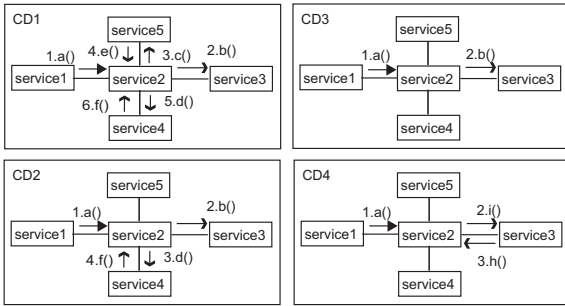 CD1
service5
4.e() 3.c()
1.a() 2.b()
service1 service2 service3
6.f() 5.d()
service4
CD3
service5
1.a() 2.b()
service1 service2 service3
service4
CD2
service5
1.a() 2.b()
service1 service2 service3
4.f() 3.d()
service4
CD4
service5
1.a() 2.i()
service1 service2 service3
3.h()
service4